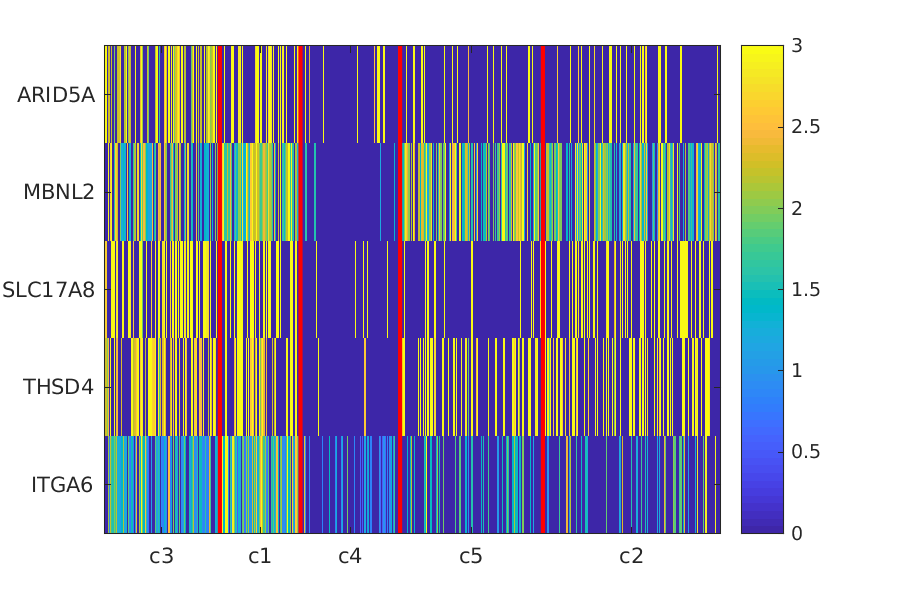 ARID5A
MBNL2
SLC17A8
THSD4
ITGA6
c3 c1 c4 c5 c2
3
2.5
2
1.5
1
0.5
0